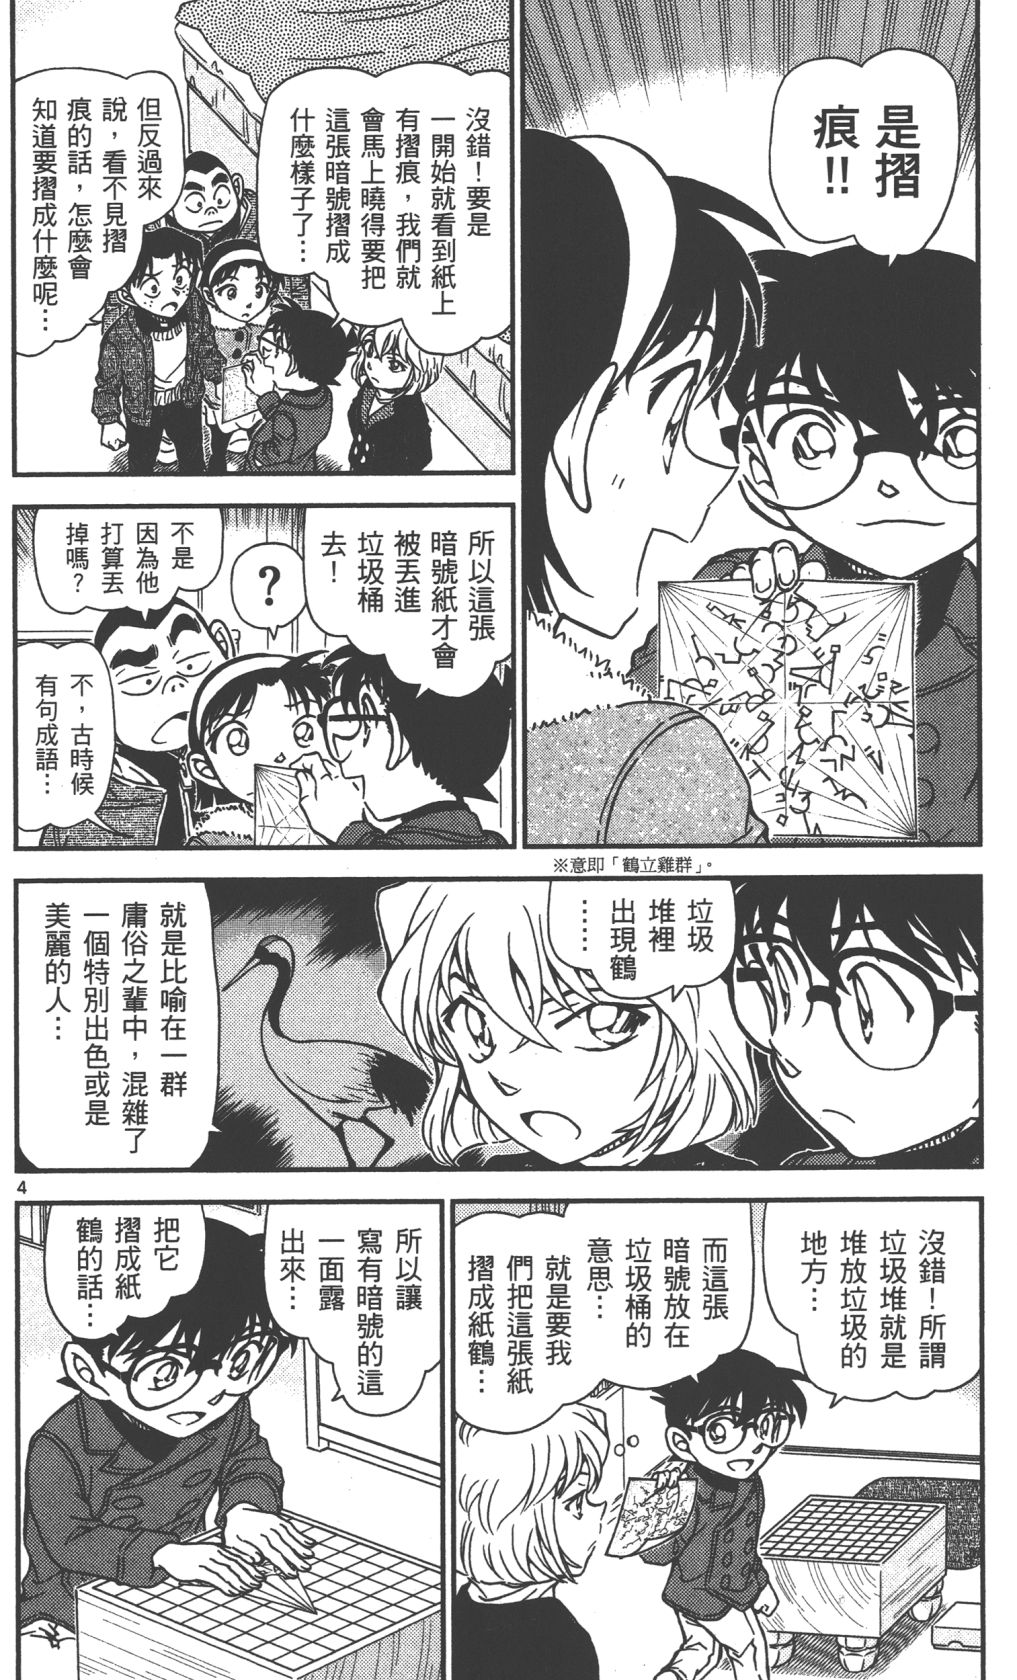 是摺
痕!!
沒錯！要是
一開始就看到紙上
有摺痕，我們就
會馬上曉得要把
這張暗號摺成
什麼樣子了…
但反過來
說，看不見摺
痕的話，怎麼會
知道要摺成什麼呢…
所以這張
暗號紙才會
被丟進
垃圾桶
去！
？
不是
因為他
打算丟
掉嗎？
不，古時候
有句成語…
※意即「鶴立雞群」。
垃圾
堆裡
出現鶴
……
就是比喻在一群
庸俗之輩中，混雜了
一個特別出色或是
美麗的人…
4
沒錯！所謂
垃圾堆就是
堆放垃圾的
地方…
而這張
暗號放在
垃圾桶的
意思…
就是要我
們把這張紙
摺成紙鶴…
所以讓
寫有暗號的這
一面露
出來…
把它
摺成紙
鶴的話…